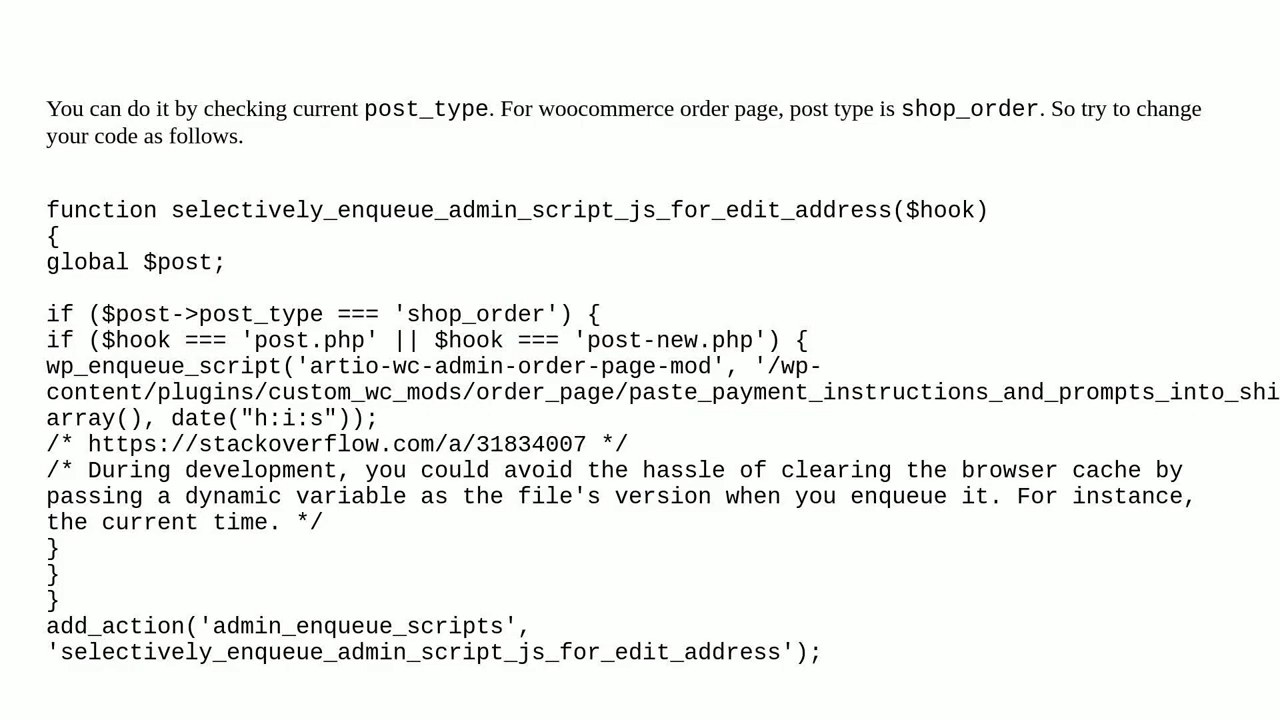 You can do it by checking current post_type. For woocommerce order page, post type is shop_order. So try to change
your code as follows.
function selectively_enqueue_admin_script_js_for_edit_address($hook)
{
global $post;
if ($post->post_type === 'shop_order') {
if ($hook === 'post.php' || $hook === 'post-new.php') {
wp_enqueue_script('artio-wc-admin-order-page-mod', '/wp-
content/plugins/custom_wc_mods/order_page/paste_payment_instructions_and_prompts_into_shi
array(), date("h:i:s"));
/* https://stackoverflow.com/a/31834007 */
/* During development, you could avoid the hassle of clearing the browser cache by
passing a dynamic variable as the file's version when you enqueue it. For instance,
the current time. */
}
}
}
add_action('admin_enqueue_scripts',
'selectively_enqueue_admin_script_js_for_edit_address');